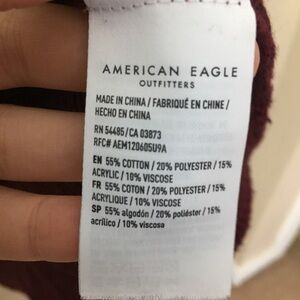 AMERICAN EAGLE
OUTFITTERS
MADE IN CHINA / FABRIQUÉ EN CHINE /
HECHO EN CHINA
RN 54485/CA 03873
RFC# AEM120605U9A
EN 55% COTTON / 20% POLYESTER / 15%
ACRYLIC / 10% VISCOSE
FR 55% COTON / 20% POLYESTER / 15%
ACRYLIQUE / 10% VISCOSE
SP 55% algodón / 20% poliéster / 15%
acrílico / 10% viscosa